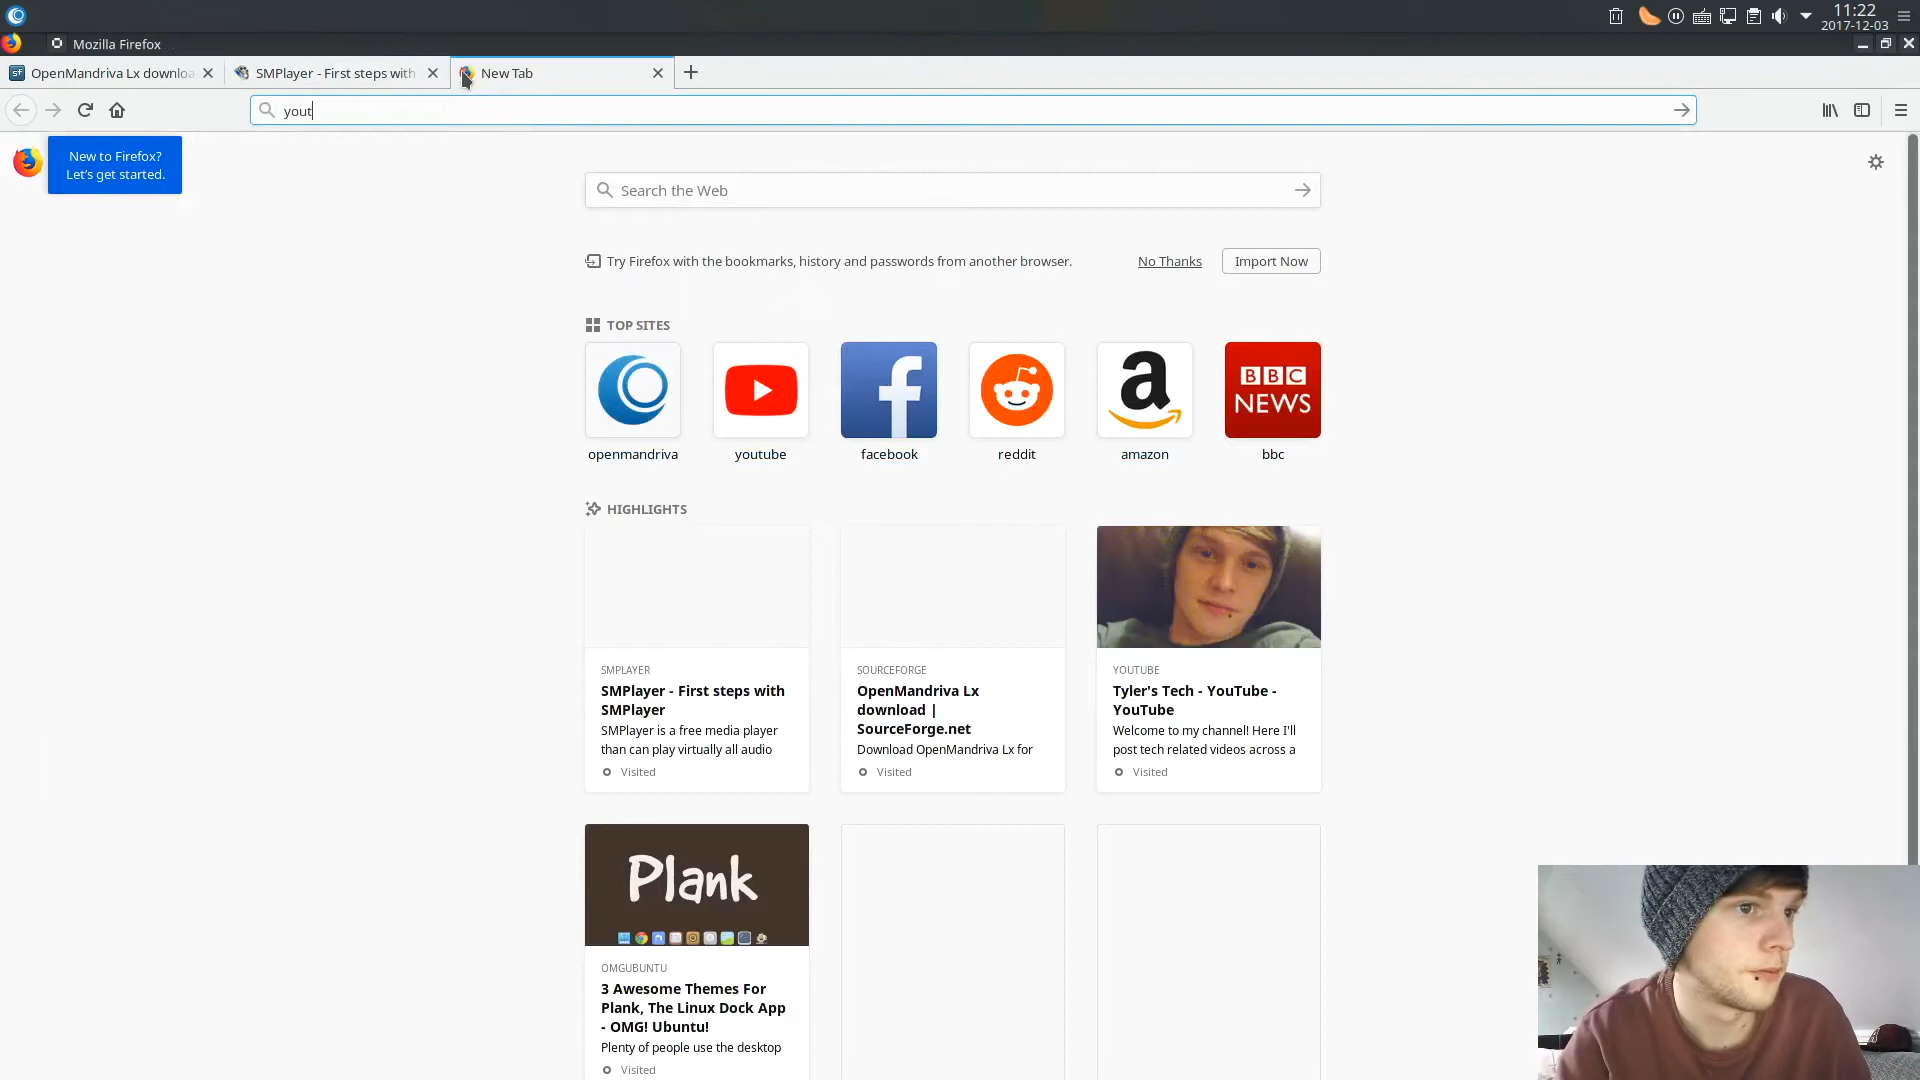 11:22
2017-12-03
Mozilla Firefox
OpenMandriva Lx downloa
SMPlayer - First steps with
New Tab
yout
New to Firefox?
Let's get started.
Search the Web
Try Firefox with the bookmarks, history and passwords from another browser.
No Thanks
Import Now
TOP SITES
BBC
NEWS
openmandriva
youtube
facebook
reddit
amazon
bbc
HIGHLIGHTS
SMPLAYER
SMPlayer - First steps with
SMPlayer
SMPlayer is a free media player
than can play virtually all audio
Visited
SOURCEFORGE
OpenMandriva Lx
download |
SourceForge.net
Download OpenMandriva Lx for
Visited
YOUTUBE
Tyler's Tech - YouTube -
YouTube
Welcome to my channel! Here I'll
post tech related videos across a
Visited
Plank
OMGUBUNTU
3 Awesome Themes For
Plank, The Linux Dock App
- OMG! Ubuntu!
Plenty of people use the desktop
Visited